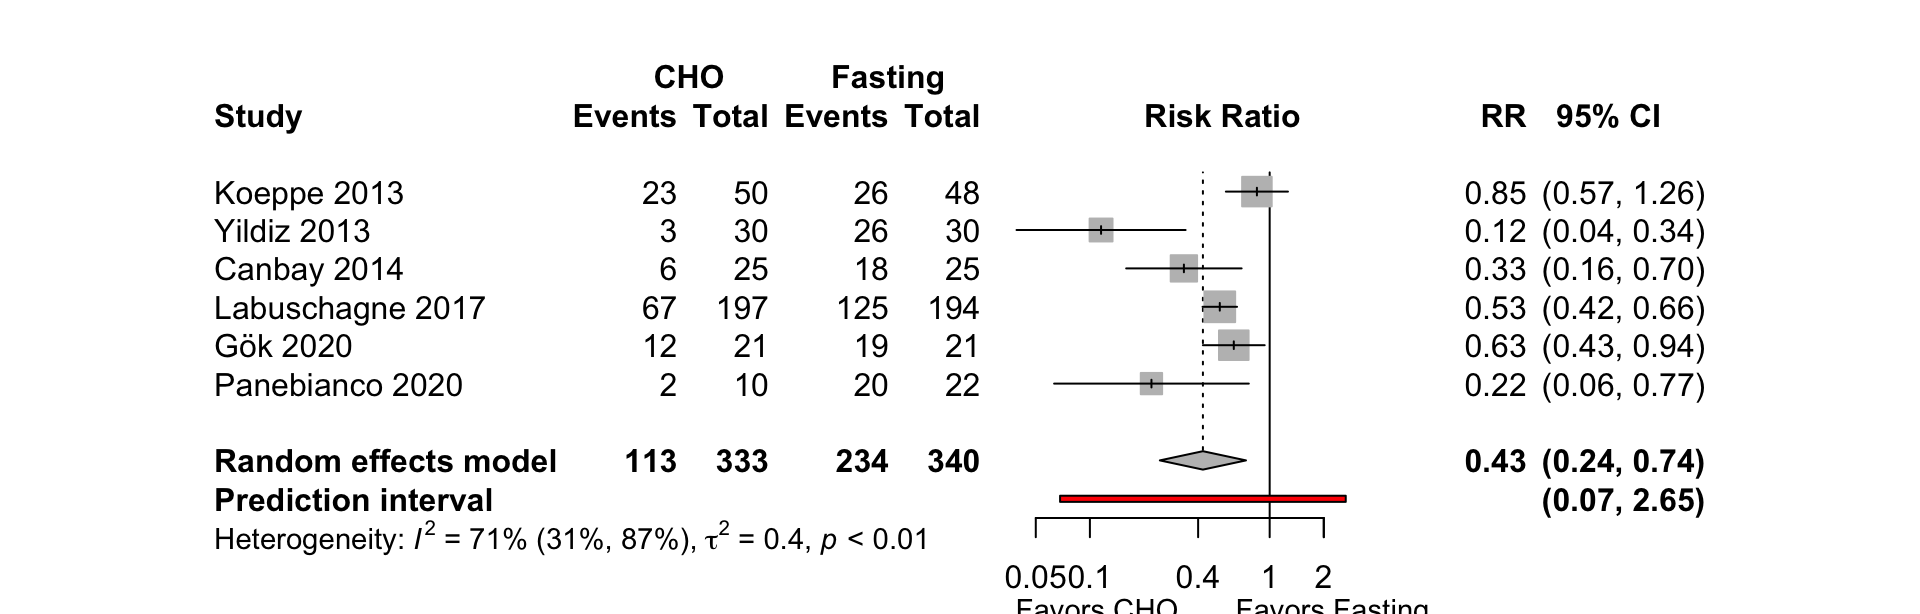 CHO Fasting
Study Events Total Events Total Risk Ratio RR 95% CI
Koeppe 2013 23 50 26 48 0.85 (0.57, 1.26)
Yildiz 2013 3 30 26 30 0.12 (0.04, 0.34)
Canbay 2014 6 25 18 25 0.33 (0.16, 0.70)
Labuschagne 2017 67 197 125 194 0.53 (0.42, 0.66)
Gök 2020 12 21 19 21 0.63 (0.43, 0.94)
Panebianco 2020 2 10 20 22 0.22 (0.06, 0.77)
Random effects model 113 333 234 340 0.43 (0.24, 0.74)
Prediction interval (0.07, 2.65)
Heterogeneity: I² = 71% (31%, 87%), τ² = 0.4, p < 0.01
0.05 0.1 0.4 1 2
Favors CHO Favors Fasting